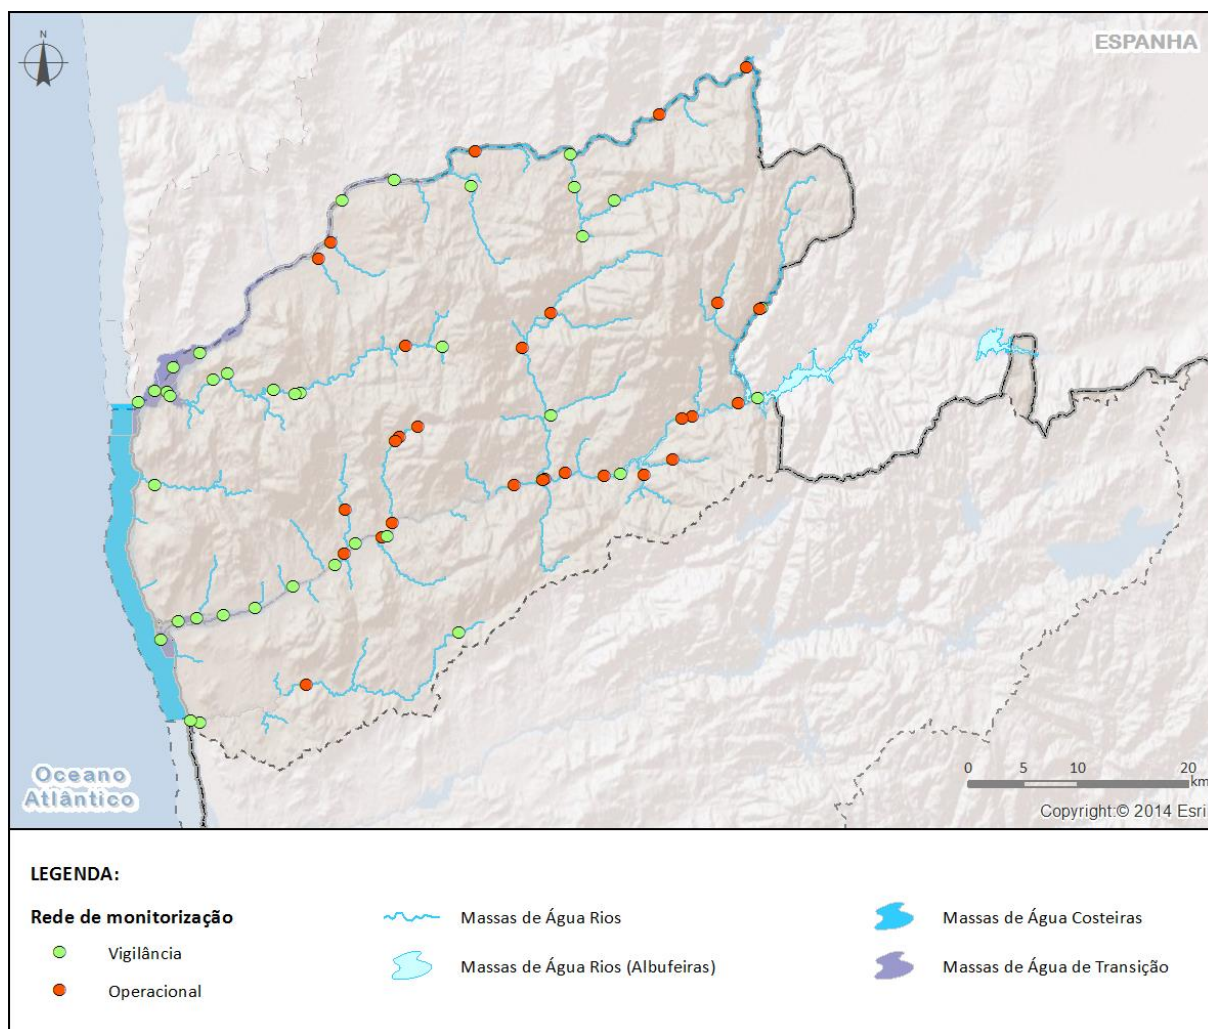 N
ESPANHA
Oceano
Atlântico
0 5 10 20
km
Copyright:© 2014 Esri
LEGENDA:
Rede de monitorização
Vigilância
Operacional
Massas de Água Rios
Massas de Água Rios (Albufeiras)
Massas de Água Costeiras
Massas de Água de Transição